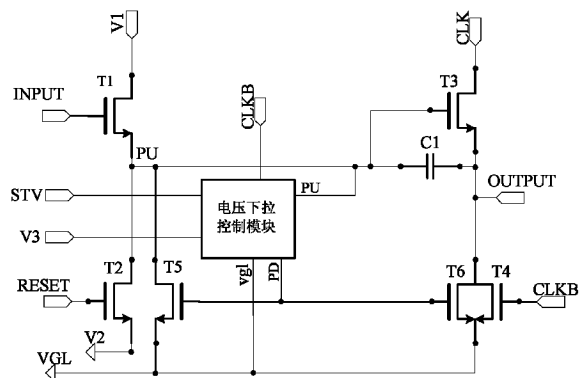 V1
CLK
T1
T3
INPUT
CLKB
PU
C1
OUTPUT
STV
电压下拉
控制模块
PU
V3
T2
T5
vgl
PD
T6
T4
RESET
CLKB
V2
VGL